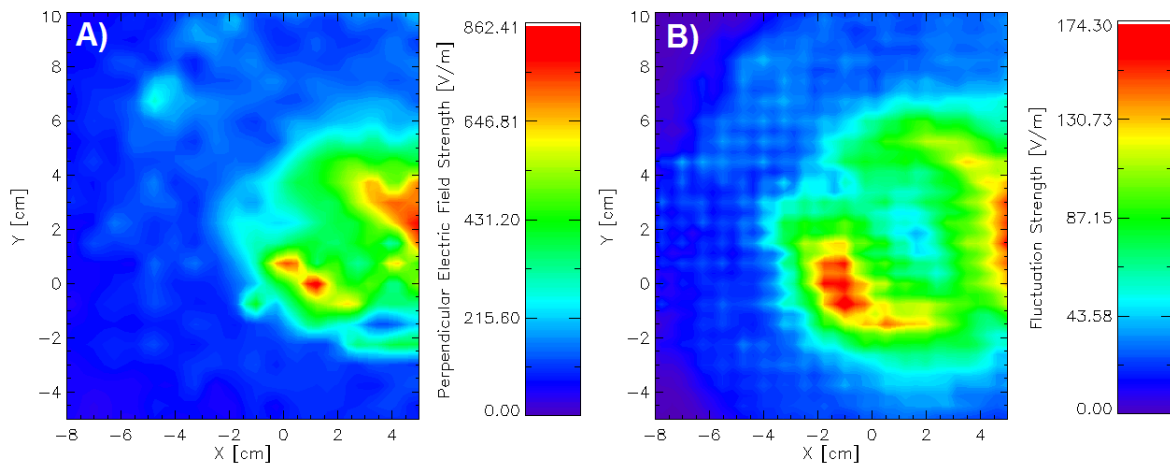 A)
10
8
6
4
2
0
−2
−4
Y [cm]
−8 −6 −4 −2 0 2 4
X [cm]
862.41
646.81
431.20
215.60
0.00
Perpendicular Electric Field Strength [V/m]
B)
10
8
6
4
2
0
−2
−4
Y [cm]
−8 −6 −4 −2 0 2 4
X [cm]
174.30
130.73
87.15
43.58
0.00
Fluctuation Strength [V/m]